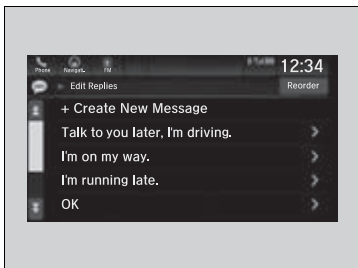 Phone
Navigati..
FM
12:34
Edit Replies
Reorder
+ Create New Message
Talk to you later, I'm driving.
I'm on my way.
I'm running late.
OK